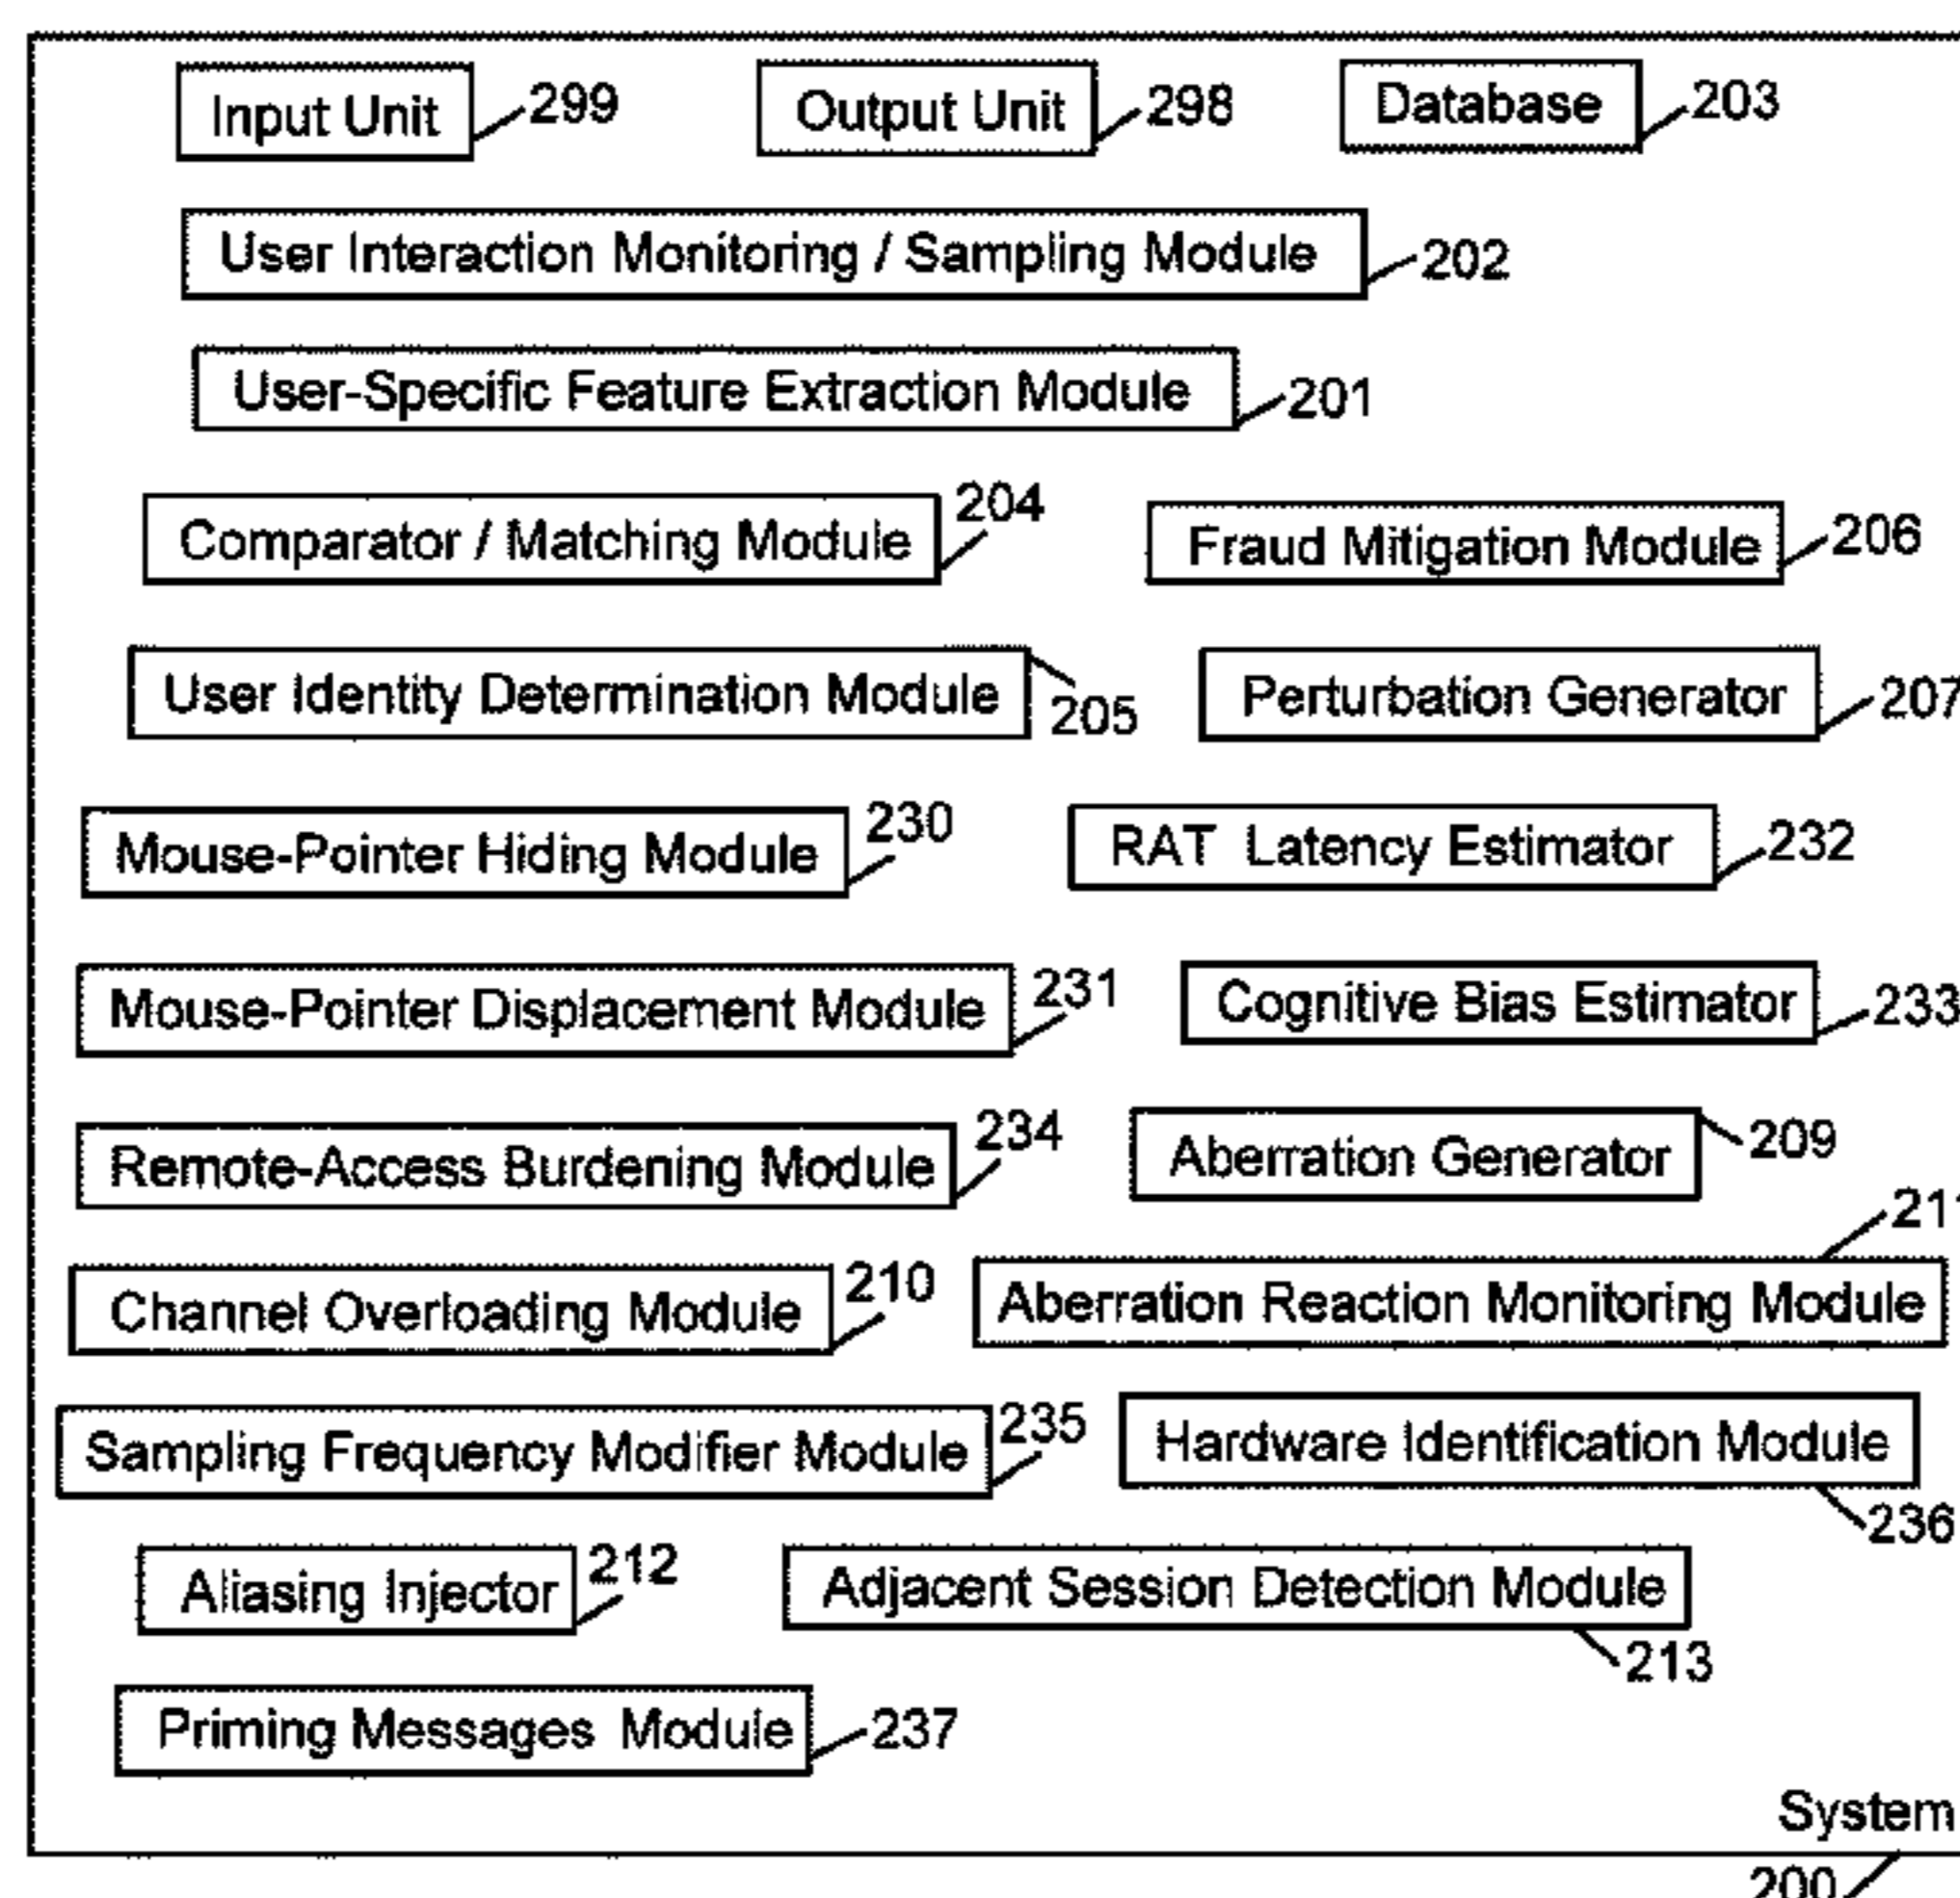 Input Unit 299 Output Unit 298 Database 203
User Interaction Monitoring / Sampling Module 202
User-Specific Feature Extraction Module 201
Comparator / Matching Module 204 Fraud Mitigation Module 206
User Identity Determination Module 205 Perturbation Generator 207
Mouse-Pointer Hiding Module 230 RAT Latency Estimator 232
Mouse-Pointer Displacement Module 231 Cognitive Bias Estimator 233
Remote-Access Burdening Module 234 Aberration Generator 209
Channel Overloading Module 210 Aberration Reaction Monitoring Module 211
Sampling Frequency Modifier Module 235 Hardware Identification Module 236
Aliasing Injector 212 Adjacent Session Detection Module 213
Priming Messages Module 237
System
200